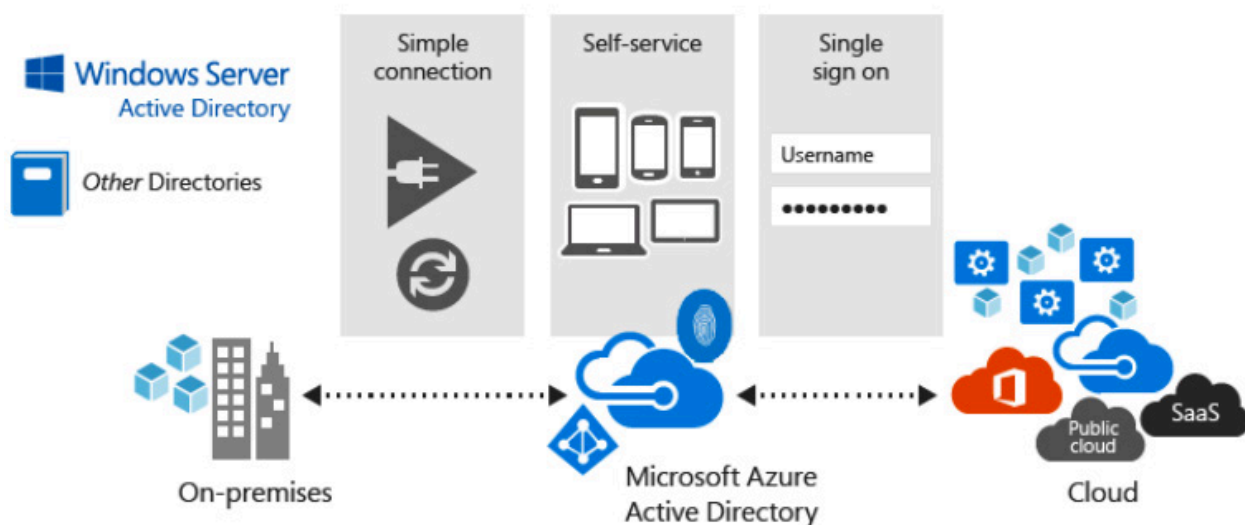 Windows Server
Active Directory
Other Directories
Simple
connection
Self-service
Single
sign on
Username
●●●●●●●●●
On-premises
Microsoft Azure
Active Directory
Public
cloud
SaaS
Cloud